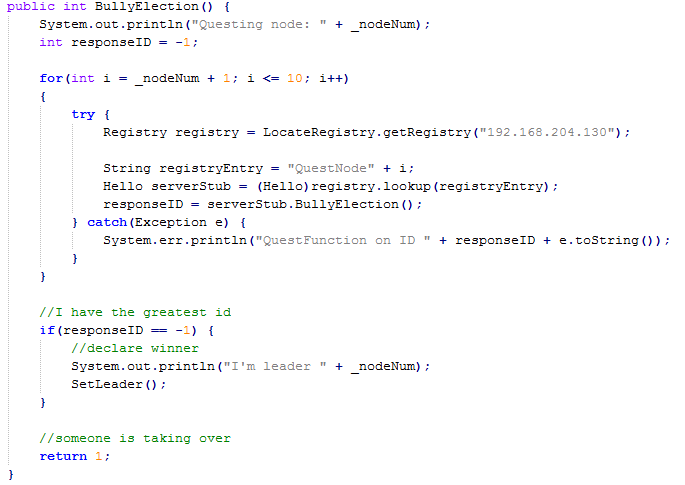 public int BullyElection() {
    System.out.println("Questing node: " + _nodeNum);
    int responseID = -1;

    for(int i = _nodeNum + 1; i <= 10; i++)
    {
        try {
            Registry registry = LocateRegistry.getRegistry("192.168.204.130");

            String registryEntry = "QuestNode" + i;
            Hello serverStub = (Hello)registry.lookup(registryEntry);
            responseID = serverStub.BullyElection();
        } catch(Exception e) {
            System.err.println("QuestFunction on ID " + responseID + e.toString());
        }
    }

    //I have the greatest id
    if(responseID == -1) {
        //declare winner
        System.out.println("I'm leader " + _nodeNum);
        SetLeader();
    }

    //someone is taking over
    return 1;
}